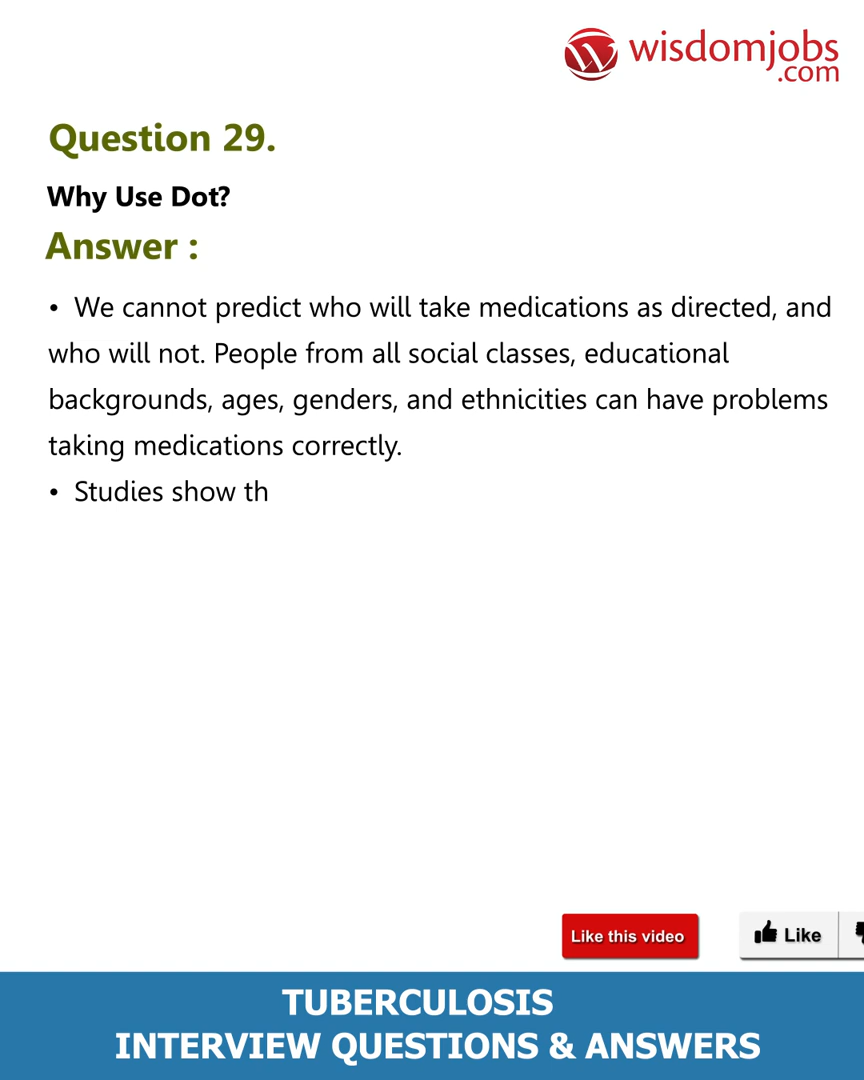 wisdomjobs
.com
Question 29.
Why Use Dot?
Answer :
• We cannot predict who will take medications as directed, and
who will not. People from all social classes, educational
backgrounds, ages, genders, and ethnicities can have problems
taking medications correctly.
• Studies show th
Like this video
Like
TUBERCULOSIS
INTERVIEW QUESTIONS & ANSWERS